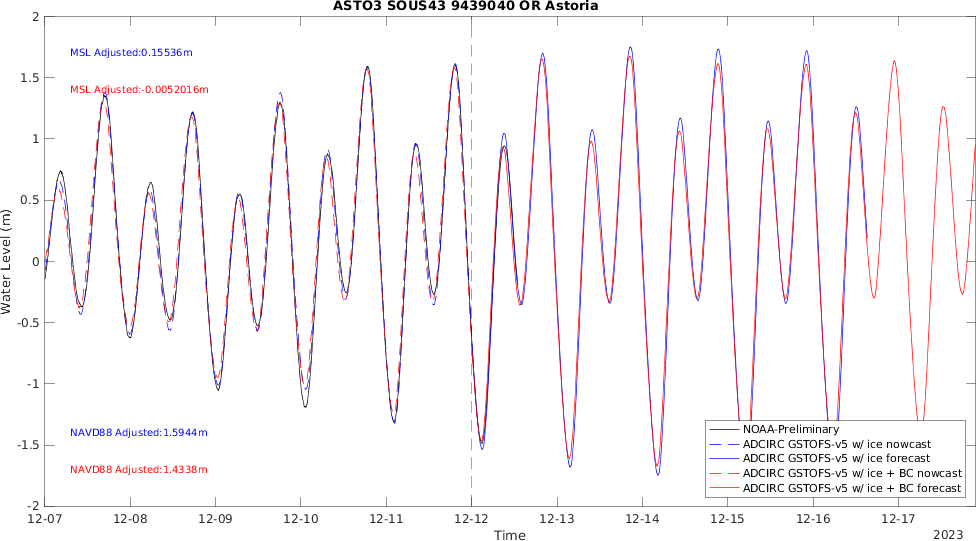 ASTO3 SOUS43 9439040 OR Astoria
2
1.5
1
0.5
0
-0.5
-1
-1.5
-2
Water Level (m)
MSL Adjusted:0.15536m
MSL Adjusted:-0.0052016m
NAVD88 Adjusted:1.5944m
NAVD88 Adjusted:1.4338m
NOAA-Preliminary
ADCIRC GSTOFS-v5 w/ ice nowcast
ADCIRC GSTOFS-v5 w/ ice forecast
ADCIRC GSTOFS-v5 w/ ice + BC nowcast
ADCIRC GSTOFS-v5 w/ ice + BC forecast
12-07 12-08 12-09 12-10 12-11 12-12 12-13 12-14 12-15 12-16 12-17
Time
2023